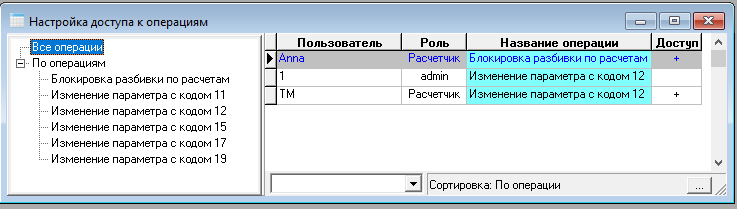 Настройка доступа к операциям
Все операции
По операциям
Блокировка разбивки по расчетам
Изменение параметра с кодом 11
Изменение параметра с кодом 12
Изменение параметра с кодом 15
Изменение параметра с кодом 17
Изменение параметра с кодом 19
Пользователь Роль Название операции Доступ
Anna Расчетчик Блокировка разбивки по расчетам +
1 admin Изменение параметра с кодом 12
ТМ Расчетчик Изменение параметра с кодом 12 +
Сортировка: По операции ...